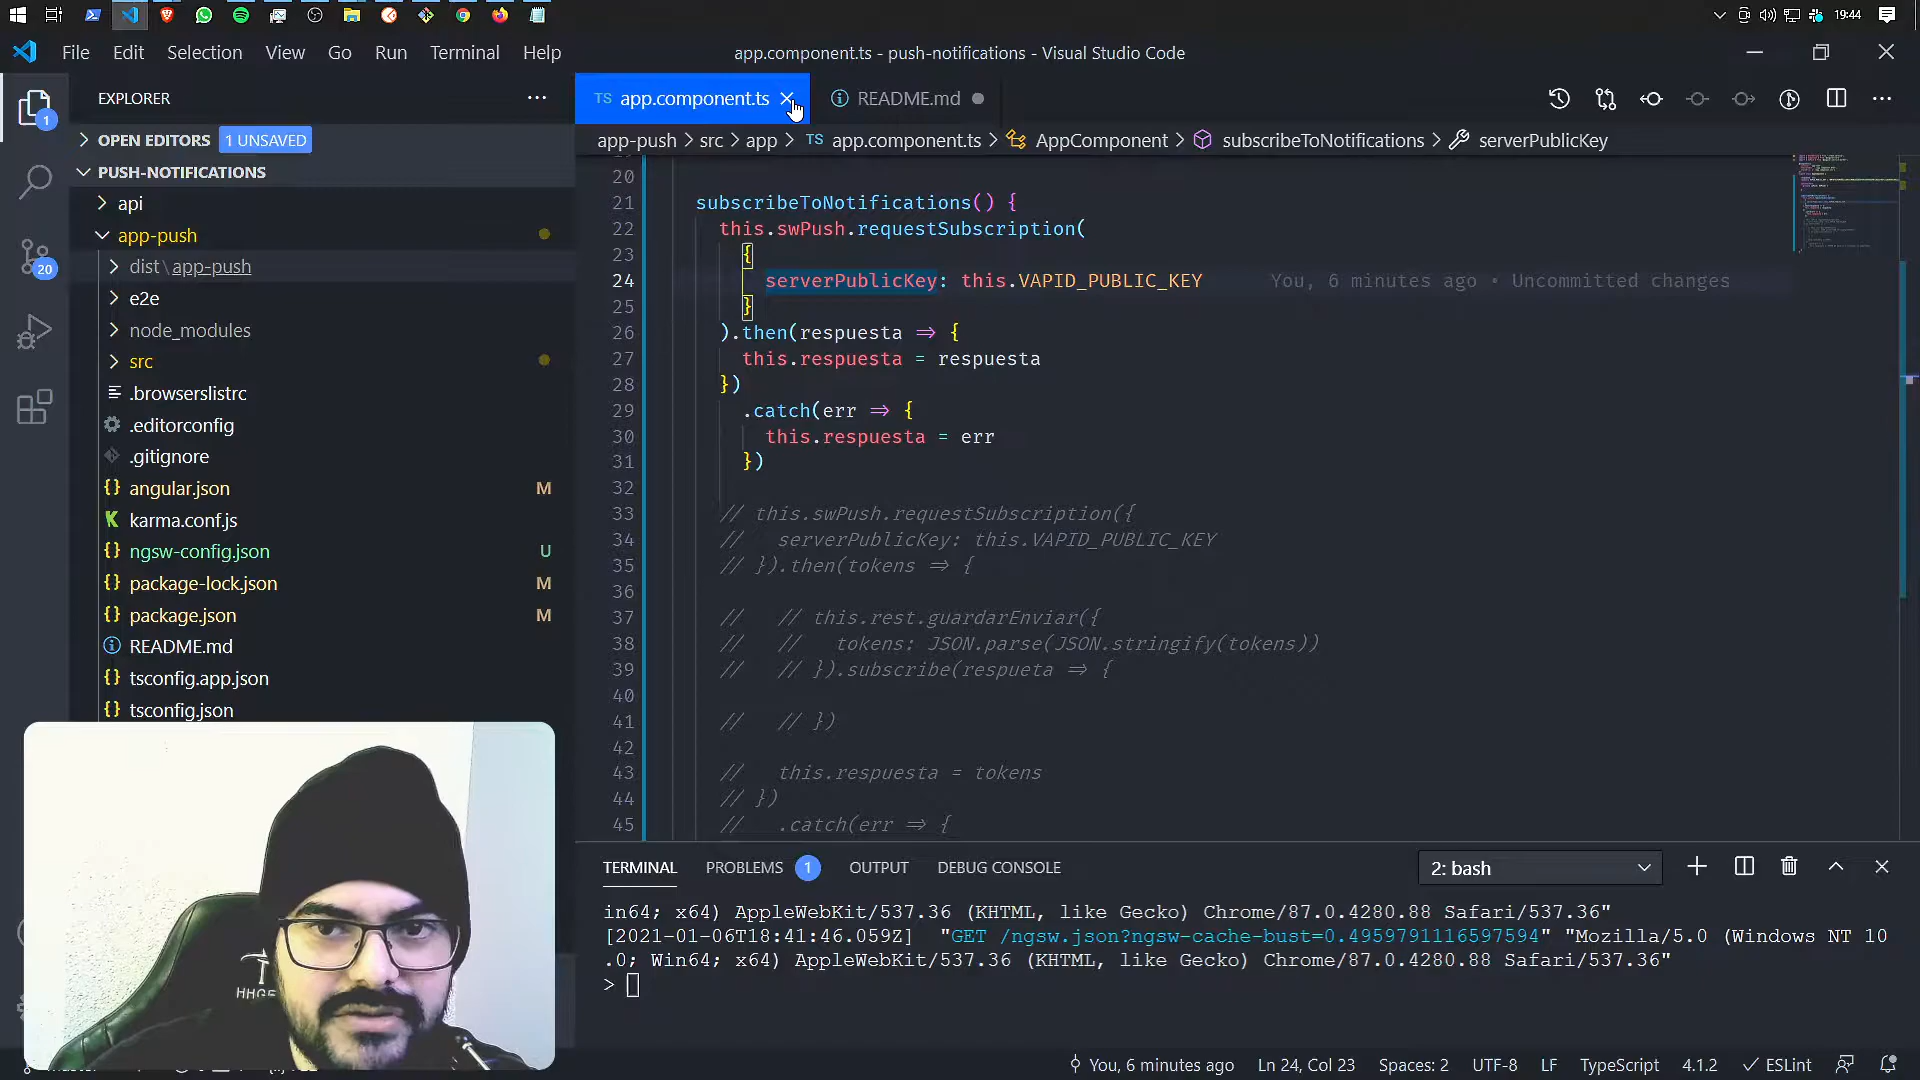 19:44
File Edit Selection View Go Run Terminal Help
app.component.ts - push-notifications - Visual Studio Code
1
20
EXPLORER
OPEN EDITORS 1 UNSAVED
PUSH-NOTIFICATIONS
api
app-push
dist\app-push
e2e
node_modules
src
.browserslistrc
.editorconfig
.gitignore
angular.json M
karma.conf.js
ngsw-config.json U
package-lock.json M
package.json M
README.md
tsconfig.app.json
tsconfig.json
TS app.component.ts README.md
app-push > src > app > TS app.component.ts > AppComponent > subscribeToNotifications > serverPublicKey
20
21 subscribeToNotifications() {
22 this.swPush.requestSubscription(
23 {
24 serverPublicKey: this.VAPID_PUBLIC_KEY You, 6 minutes ago • Uncommitted changes
25 }
26 ).then(respuesta => {
27 this.respuesta = respuesta
28 })
29 .catch(err => {
30 this.respuesta = err
31 })
32
33 // this.swPush.requestSubscription({
34 // serverPublicKey: this.VAPID_PUBLIC_KEY
35 // }).then(tokens => {
36
37 // // this.rest.guardarEnviar({
38 // // tokens: JSON.parse(JSON.stringify(tokens))
39 // // }).subscribe(respueta => {
40
41 // // })
42
43 // this.respuesta = tokens
44 // })
45 // .catch(err => {
TERMINAL PROBLEMS 1 OUTPUT DEBUG CONSOLE 2: bash
in64; x64) AppleWebKit/537.36 (KHTML, like Gecko) Chrome/87.0.4280.88 Safari/537.36"
[2021-01-06T18:41:46.059Z] "GET /ngsw.json?ngsw-cache-bust=0.4959791116597594" "Mozilla/5.0 (Windows NT 10
.0; Win64; x64) AppleWebKit/537.36 (KHTML, like Gecko) Chrome/87.0.4280.88 Safari/537.36"
>
You, 6 minutes ago Ln 24, Col 23 Spaces: 2 UTF-8 LF TypeScript 4.1.2 ESLint